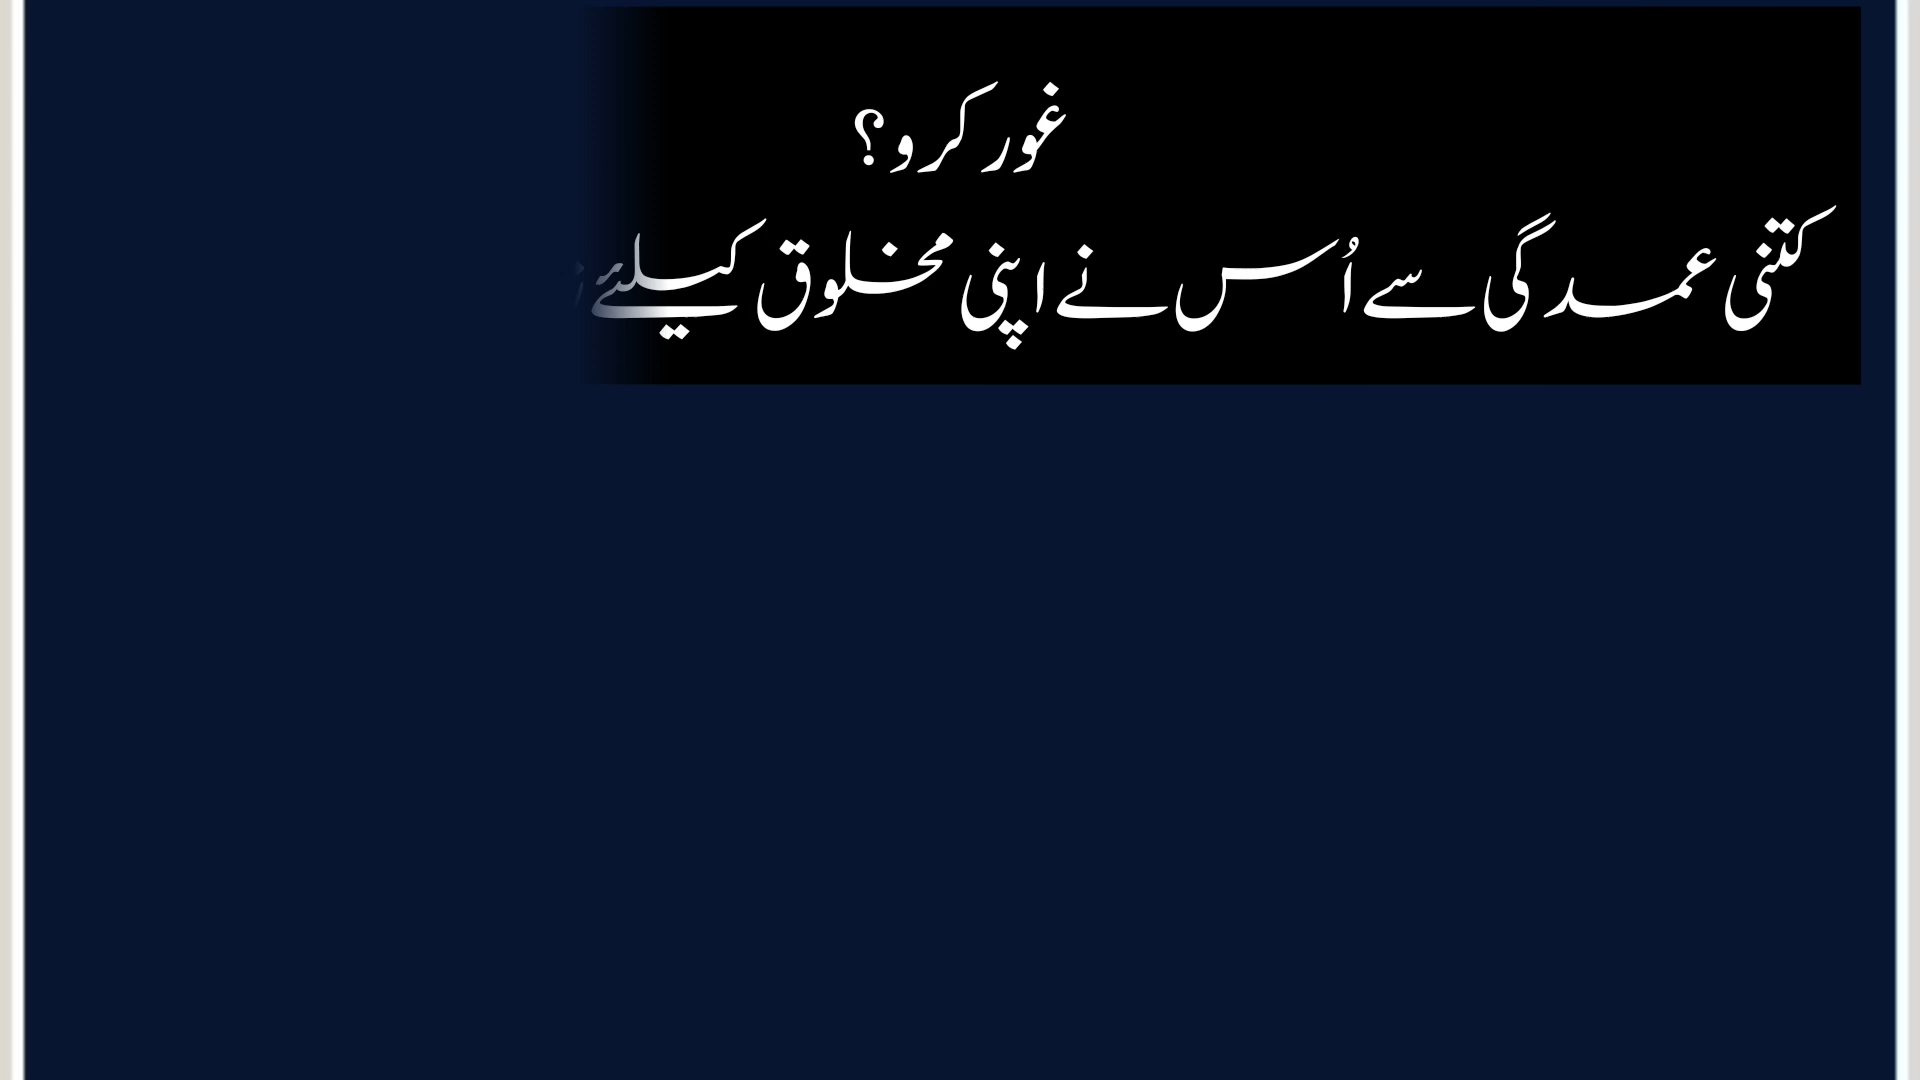 غور کرو؟
کتنی عمدگی سے اُس نے اپنی مخلوق کیلئے